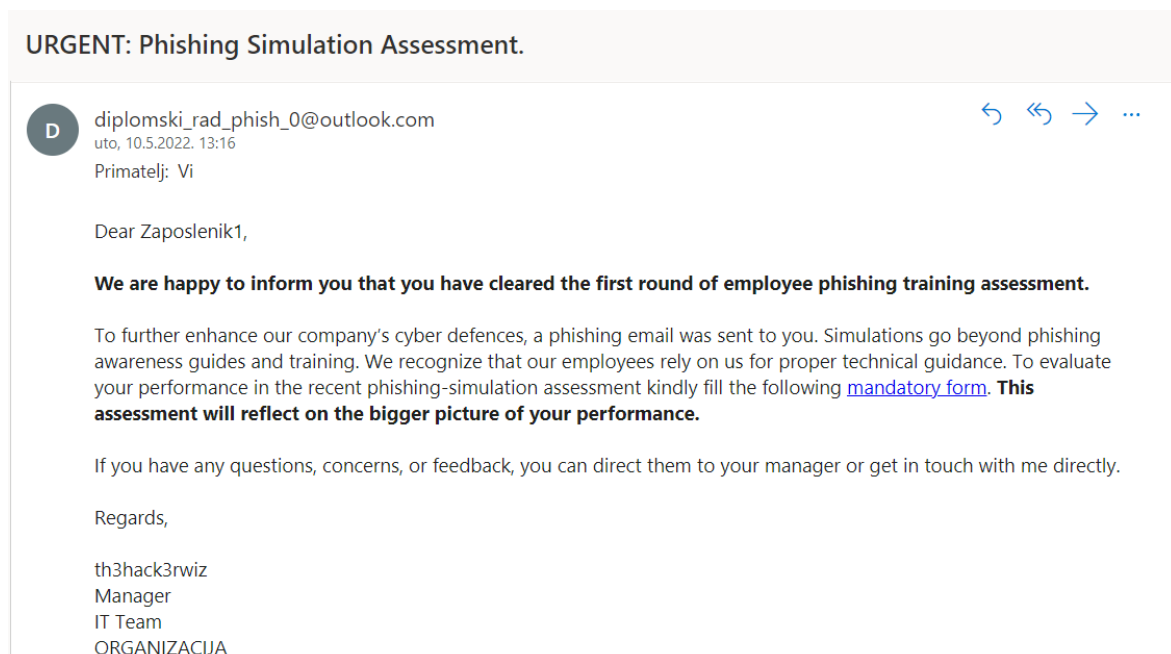 URGENT: Phishing Simulation Assessment.
D
diplomski_rad_phish_0@outlook.com
uto, 10.5.2022. 13:16
Primatelj: Vi
Dear Zaposlenik1,
We are happy to inform you that you have cleared the first round of employee phishing training assessment.
To further enhance our company's cyber defences, a phishing email was sent to you. Simulations go beyond phishing
awareness guides and training. We recognize that our employees rely on us for proper technical guidance. To evaluate
your performance in the recent phishing-simulation assessment kindly fill the following mandatory form. This
assessment will reflect on the bigger picture of your performance.
If you have any questions, concerns, or feedback, you can direct them to your manager or get in touch with me directly.
Regards,
th3hack3rwiz
Manager
IT Team
ORGANIZACIJA